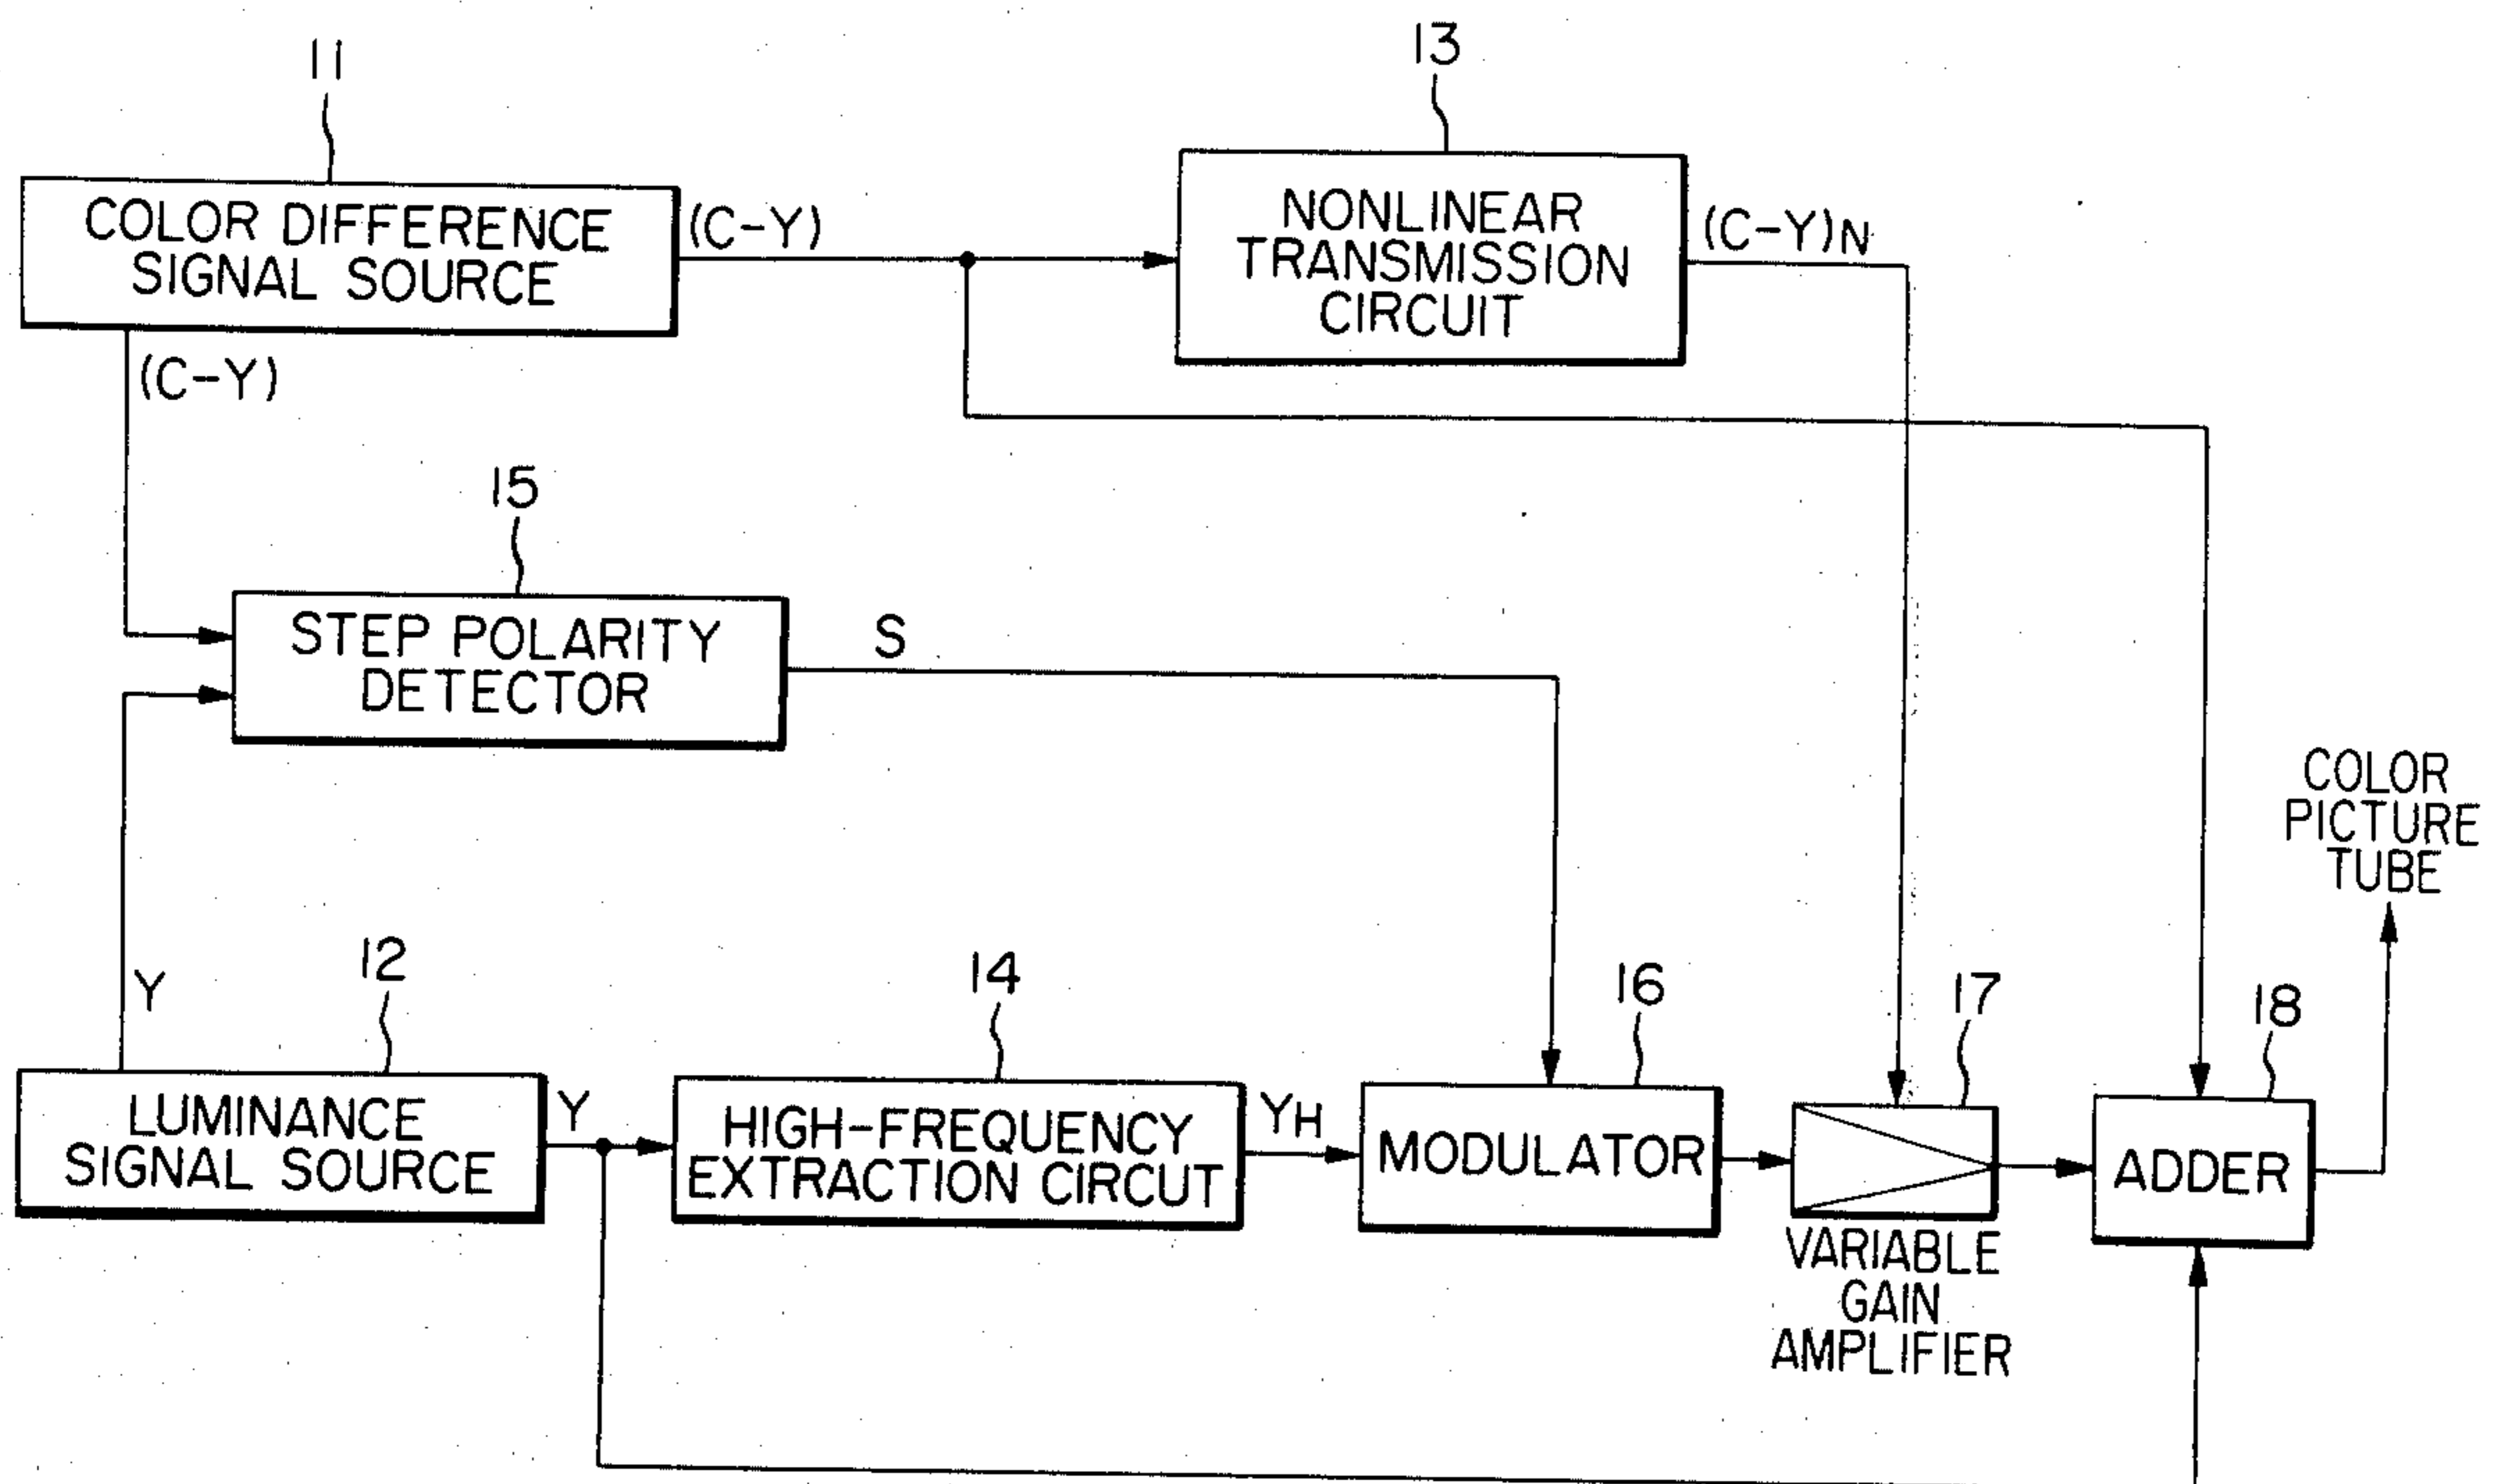 11
13
COLOR DIFFERENCE
SIGNAL SOURCE
(C-Y)
NONLINEAR
TRANSMISSION
CIRCUIT
(C-Y)N
(C-Y)
15
STEP POLARITY
DETECTOR
S
COLOR
PICTURE
TUBE
Y
12
14
16
17
18
LUMINANCE
SIGNAL SOURCE
Y
HIGH-FREQUENCY
EXTRACTION CIRCUT
YH
MODULATOR
ADDER
VARIABLE
GAIN
AMPLIFIER